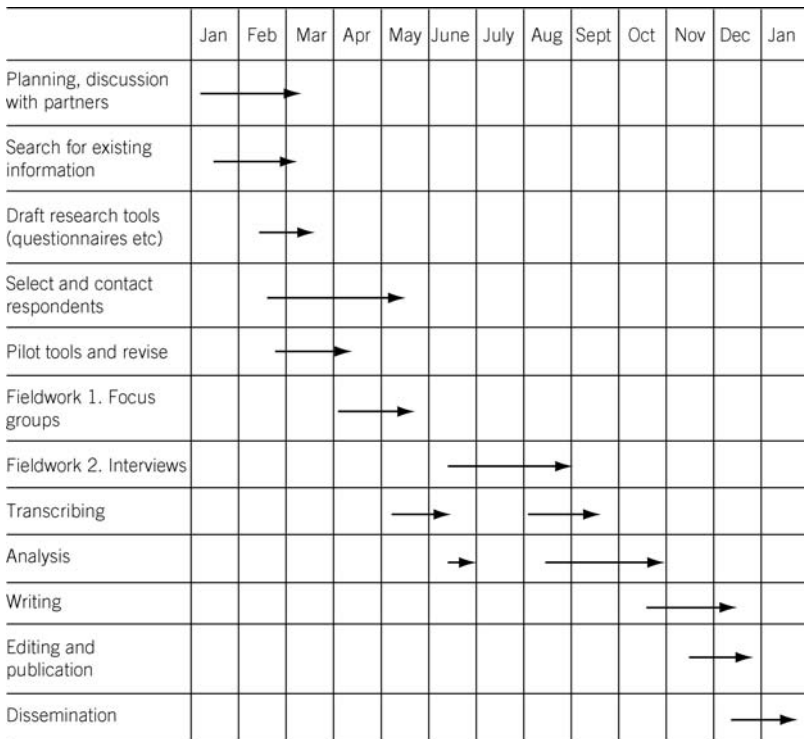 Jan Feb Mar Apr May June July Aug Sept Oct Nov Dec Jan
Planning, discussion
with partners
Search for existing
information
Draft research tools
(questionnaires etc)
Select and contact
respondents
Pilot tools and revise
Fieldwork 1. Focus
groups
Fieldwork 2. Interviews
Transcribing
Analysis
Writing
Editing and
publication
Dissemination